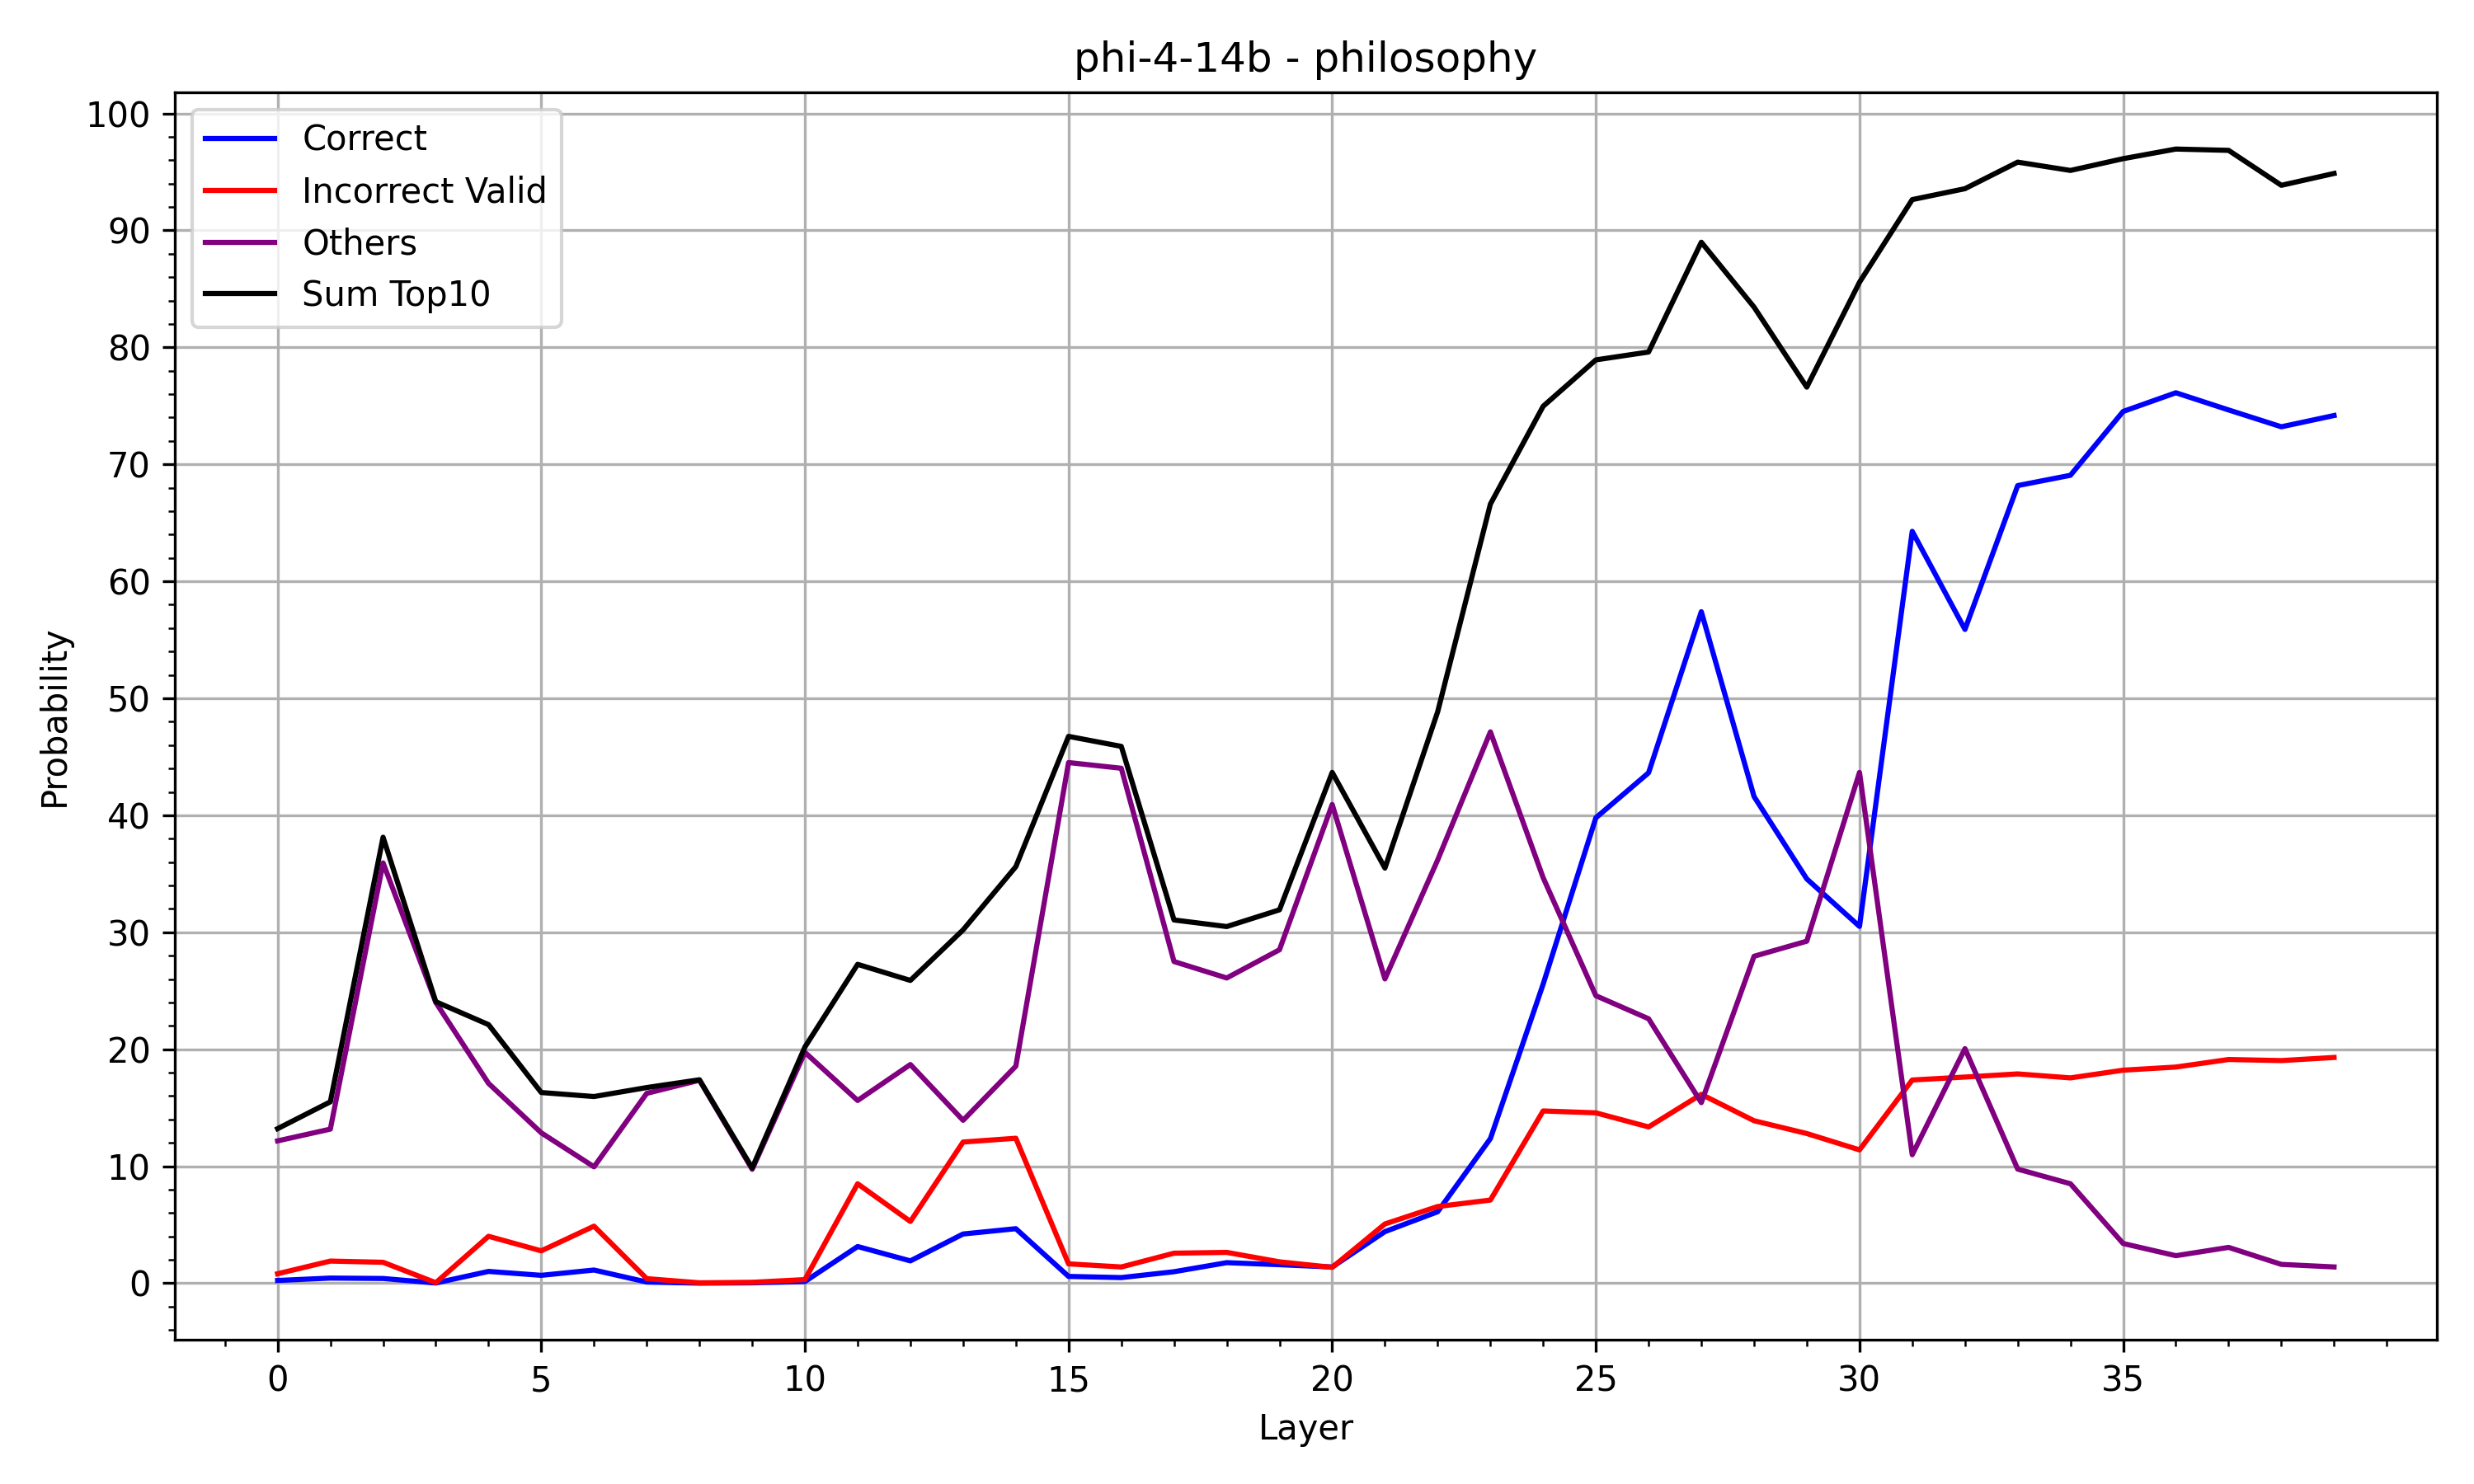 phi-4-14b - philosophy
Correct
Incorrect Valid
Others
Sum Top10
Probability
100
90
80
70
60
50
40
30
20
10
0
0 5 10 15 20 25 30 35
Layer